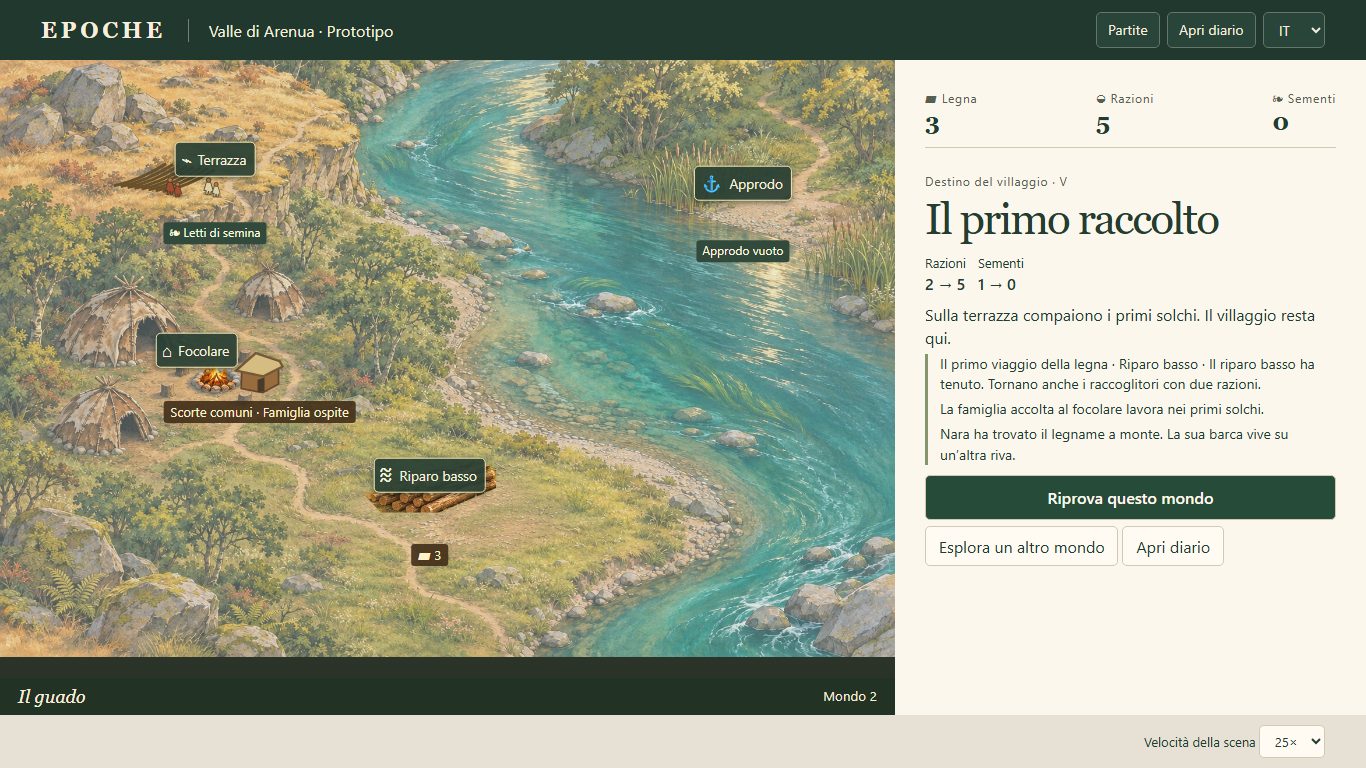 EPOCHE
Valle di Arenua · Prototipo
Partite
Apri diario
IT
Terrazza
Letti di semina
Approdo
Approdo vuoto
Focolare
Scorte comuni · Famiglia ospite
Riparo basso
3
Il guado
Mondo 2
Legna
3
Razioni
5
Sementi
0
Destino del villaggio · V
Il primo raccolto
Razioni Sementi
2 → 5 1 → 0
Sulla terrazza compaiono i primi solchi. Il villaggio resta
qui.
Il primo viaggio della legna · Riparo basso · Il riparo basso ha
tenuto. Tornano anche i raccoglitori con due razioni.
La famiglia accolta al focolare lavora nei primi solchi.
Nara ha trovato il legname a monte. La sua barca vive su
un'altra riva.
Riprova questo mondo
Esplora un altro mondo
Apri diario
Velocità della scena
25×